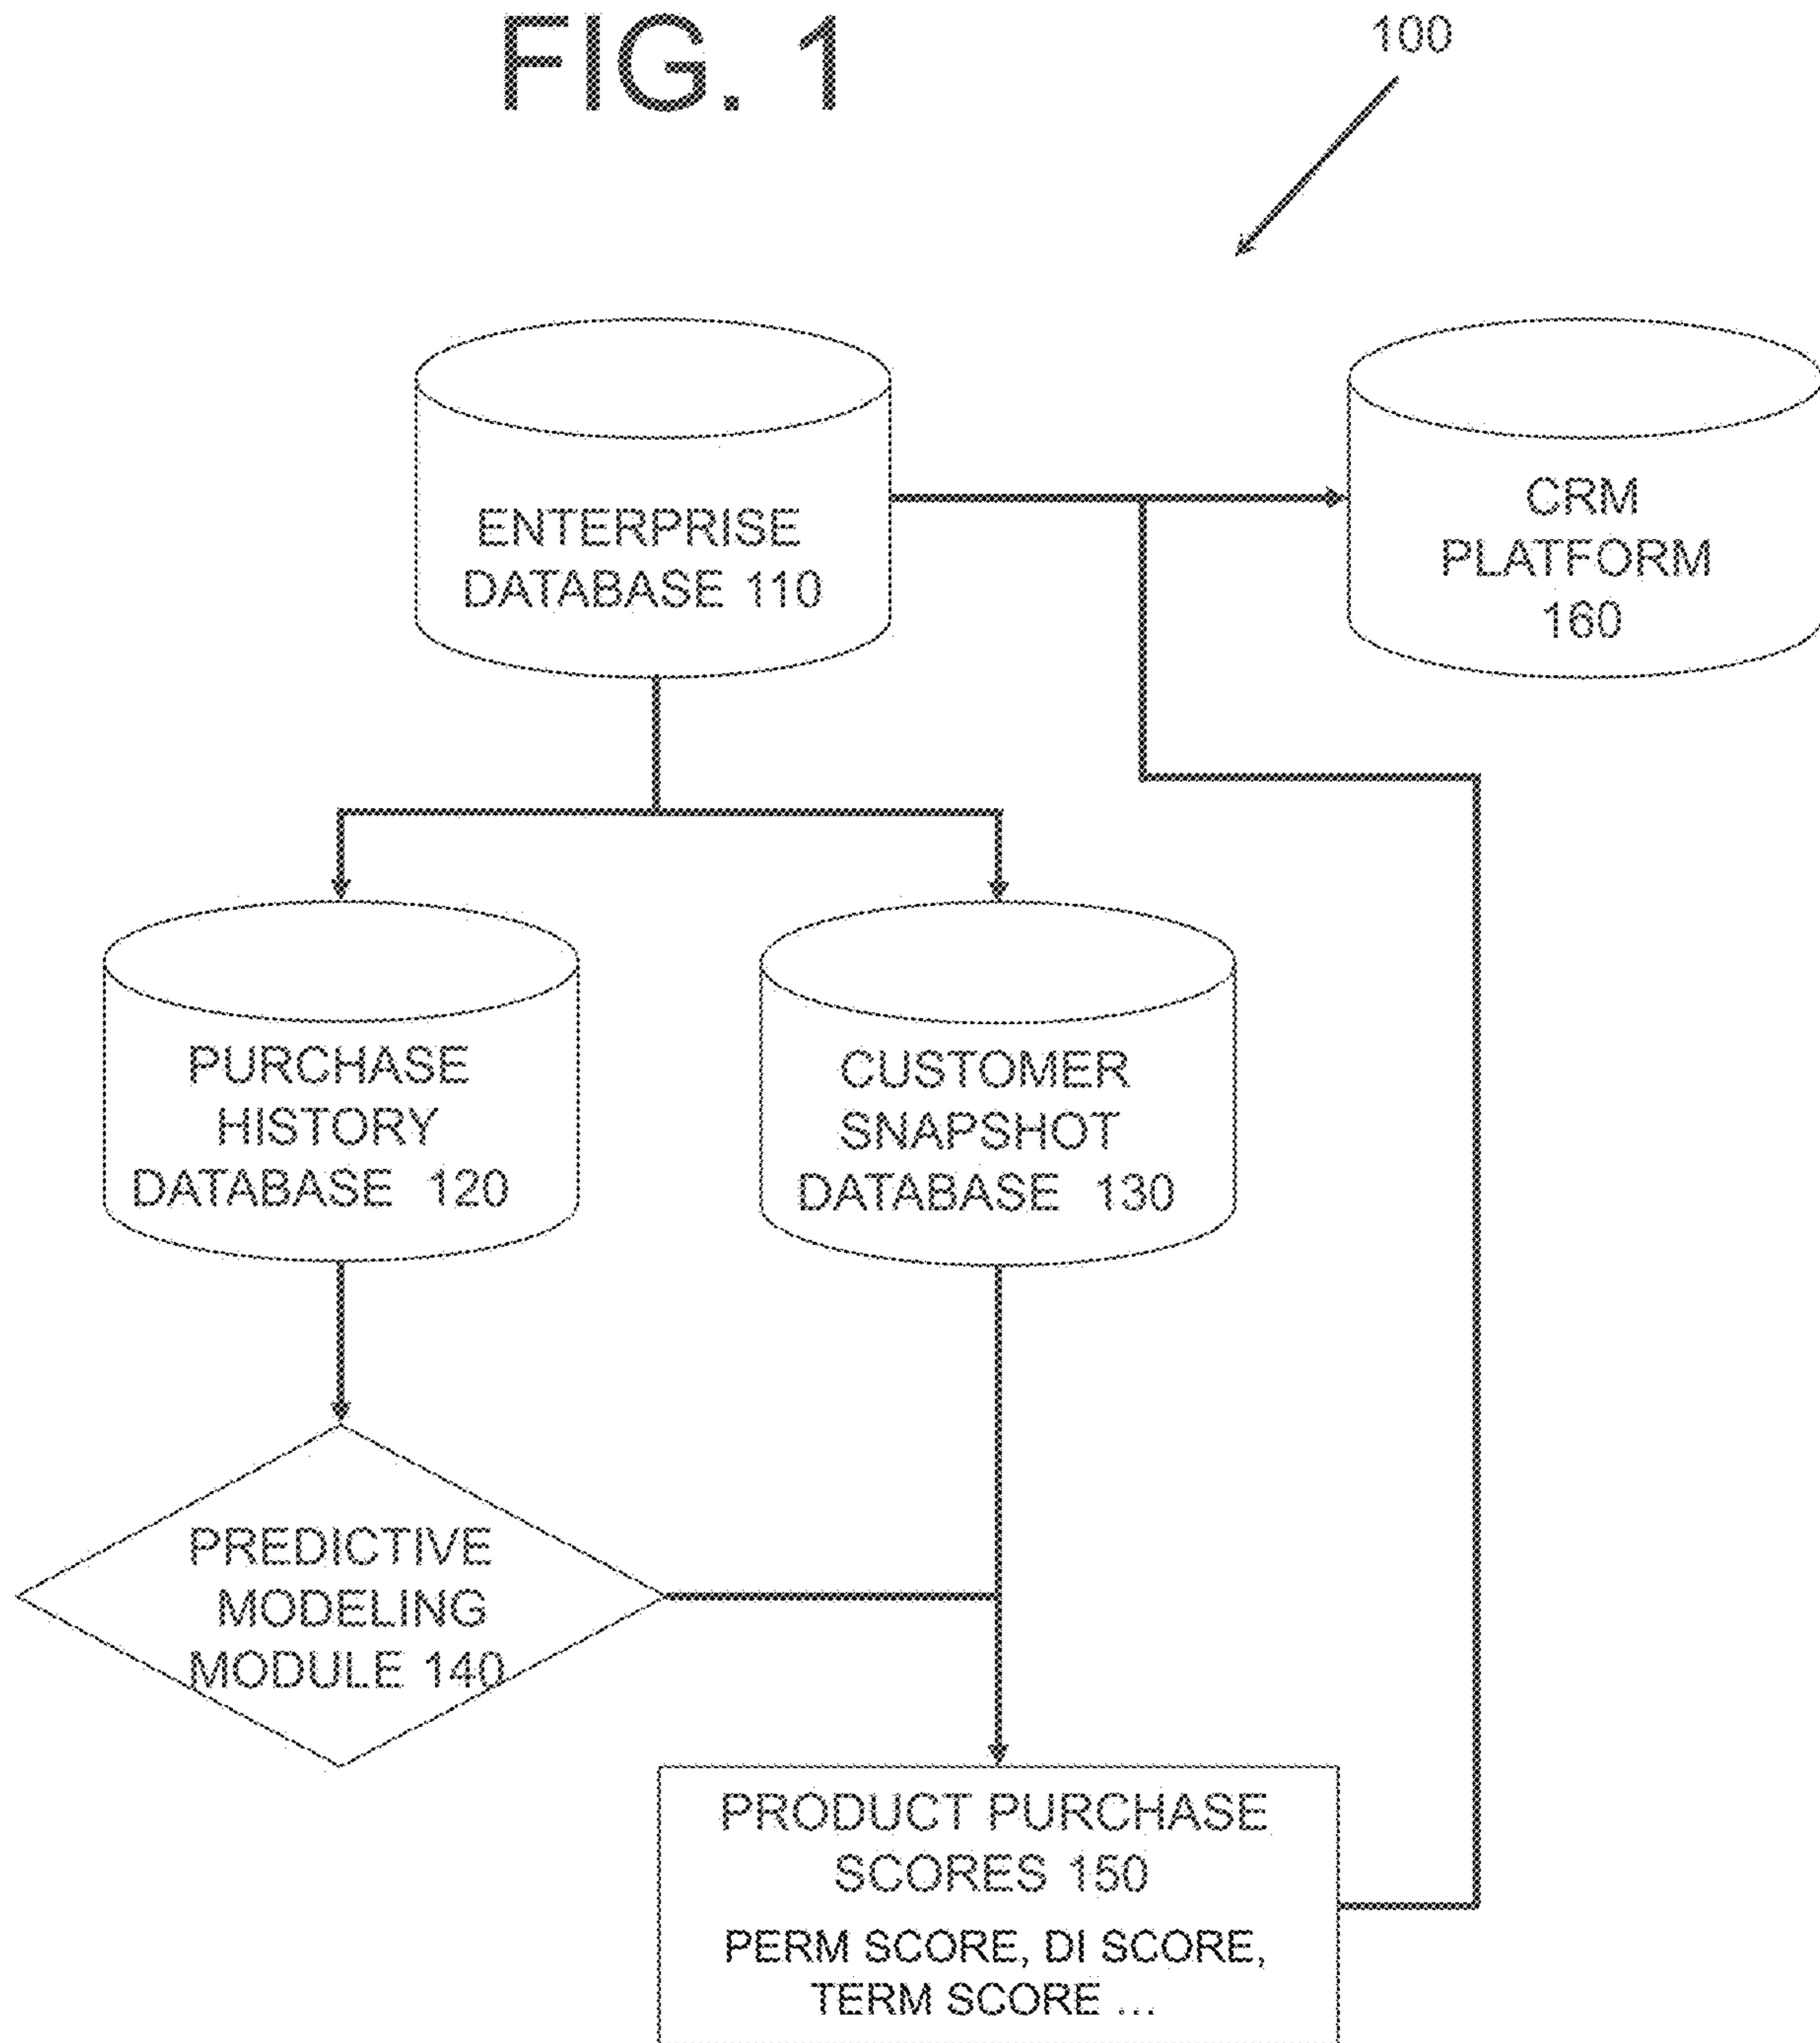 FIG. 1
100
ENTERPRISE
DATABASE 110
CRM
PLATFORM
160
PURCHASE
HISTORY
DATABASE 120
CUSTOMER
SNAPSHOT
DATABASE 130
PREDICTIVE
MODELING
MODULE 140
PRODUCT PURCHASE
SCORES 150
PERM SCORE, DI SCORE,
TERM SCORE ...